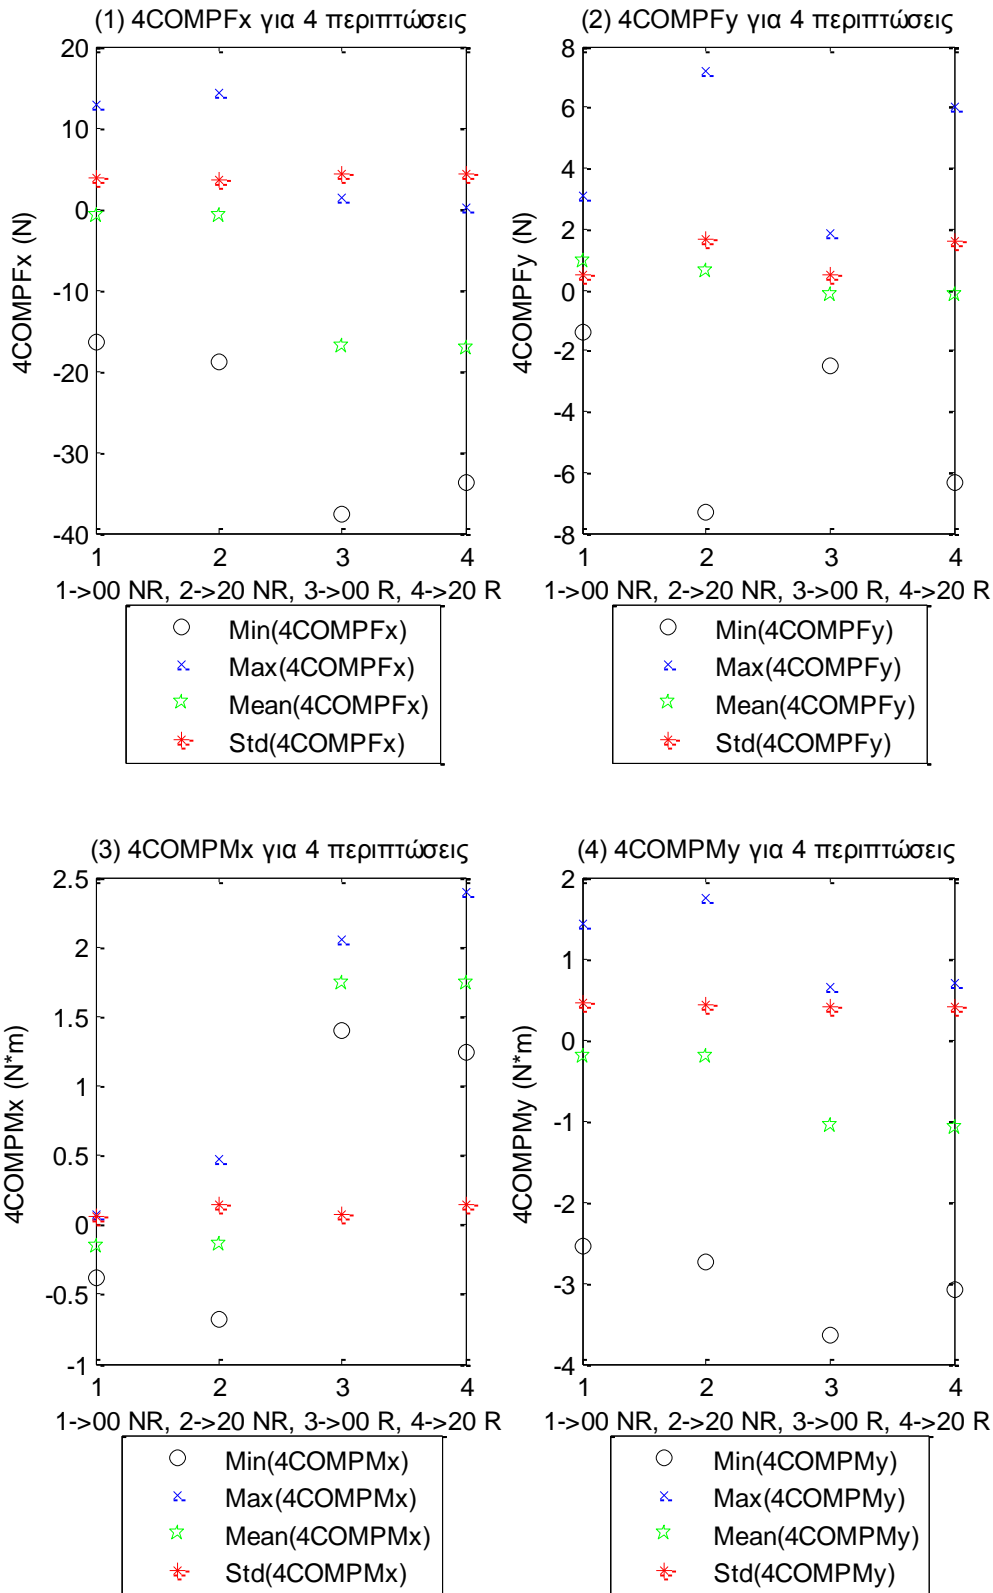 (1) 4COMPFx για 4 περιπτώσεις
20
10
0
-10
-20
-30
-40
4COMPFx (N)
1 2 3 4
1->00 NR, 2->20 NR, 3->00 R, 4->20 R
Min(4COMPFx)
Max(4COMPFx)
Mean(4COMPFx)
Std(4COMPFx)
(2) 4COMPFy για 4 περιπτώσεις
8
6
4
2
0
-2
-4
-6
-8
4COMPFy (N)
1 2 3 4
1->00 NR, 2->20 NR, 3->00 R, 4->20 R
Min(4COMPFy)
Max(4COMPFy)
Mean(4COMPFy)
Std(4COMPFy)
(3) 4COMPMx για 4 περιπτώσεις
2.5
2
1.5
1
0.5
0
-0.5
-1
4COMPMx (N*m)
1 2 3 4
1->00 NR, 2->20 NR, 3->00 R, 4->20 R
Min(4COMPMx)
Max(4COMPMx)
Mean(4COMPMx)
Std(4COMPMx)
(4) 4COMPMy για 4 περιπτώσεις
2
1
0
-1
-2
-3
-4
4COMPMy (N*m)
1 2 3 4
1->00 NR, 2->20 NR, 3->00 R, 4->20 R
Min(4COMPMy)
Max(4COMPMy)
Mean(4COMPMy)
Std(4COMPMy)